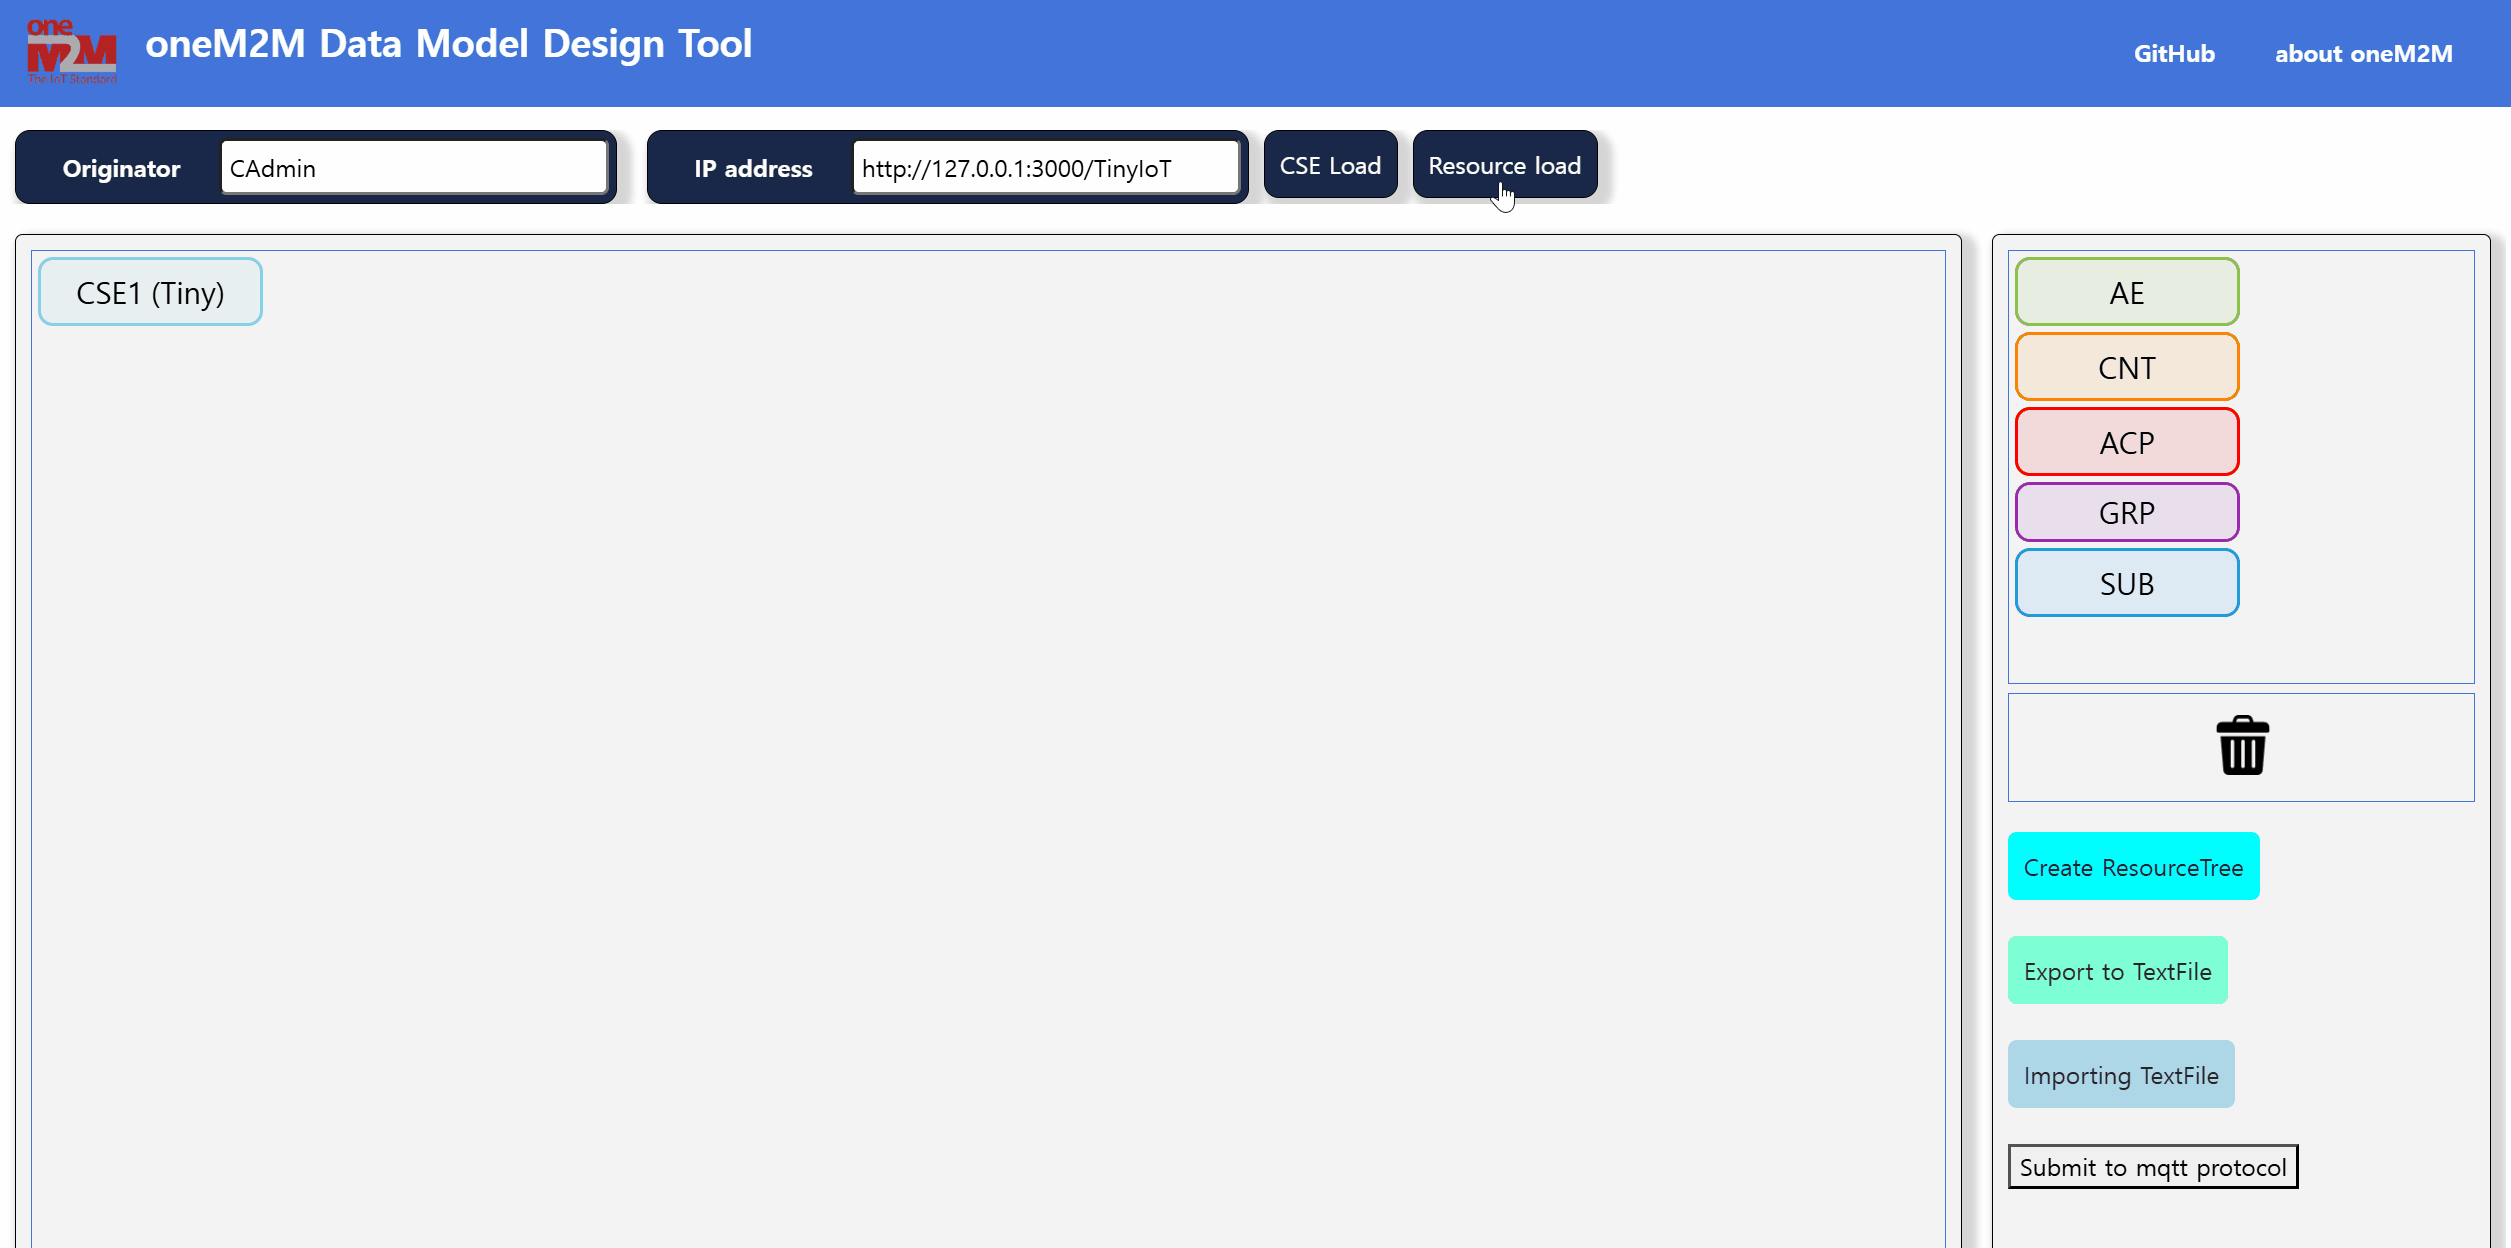 one
M2M
The IoT Standard
oneM2M Data Model Design Tool
GitHub
about oneM2M
Originator
CAdmin
IP address
http://127.0.0.1:3000/TinyIoT
CSE Load
Resource load
CSE1 (Tiny)
AE
CNT
ACP
GRP
SUB
Create ResourceTree
Export to TextFile
Importing TextFile
Submit to mqtt protocol